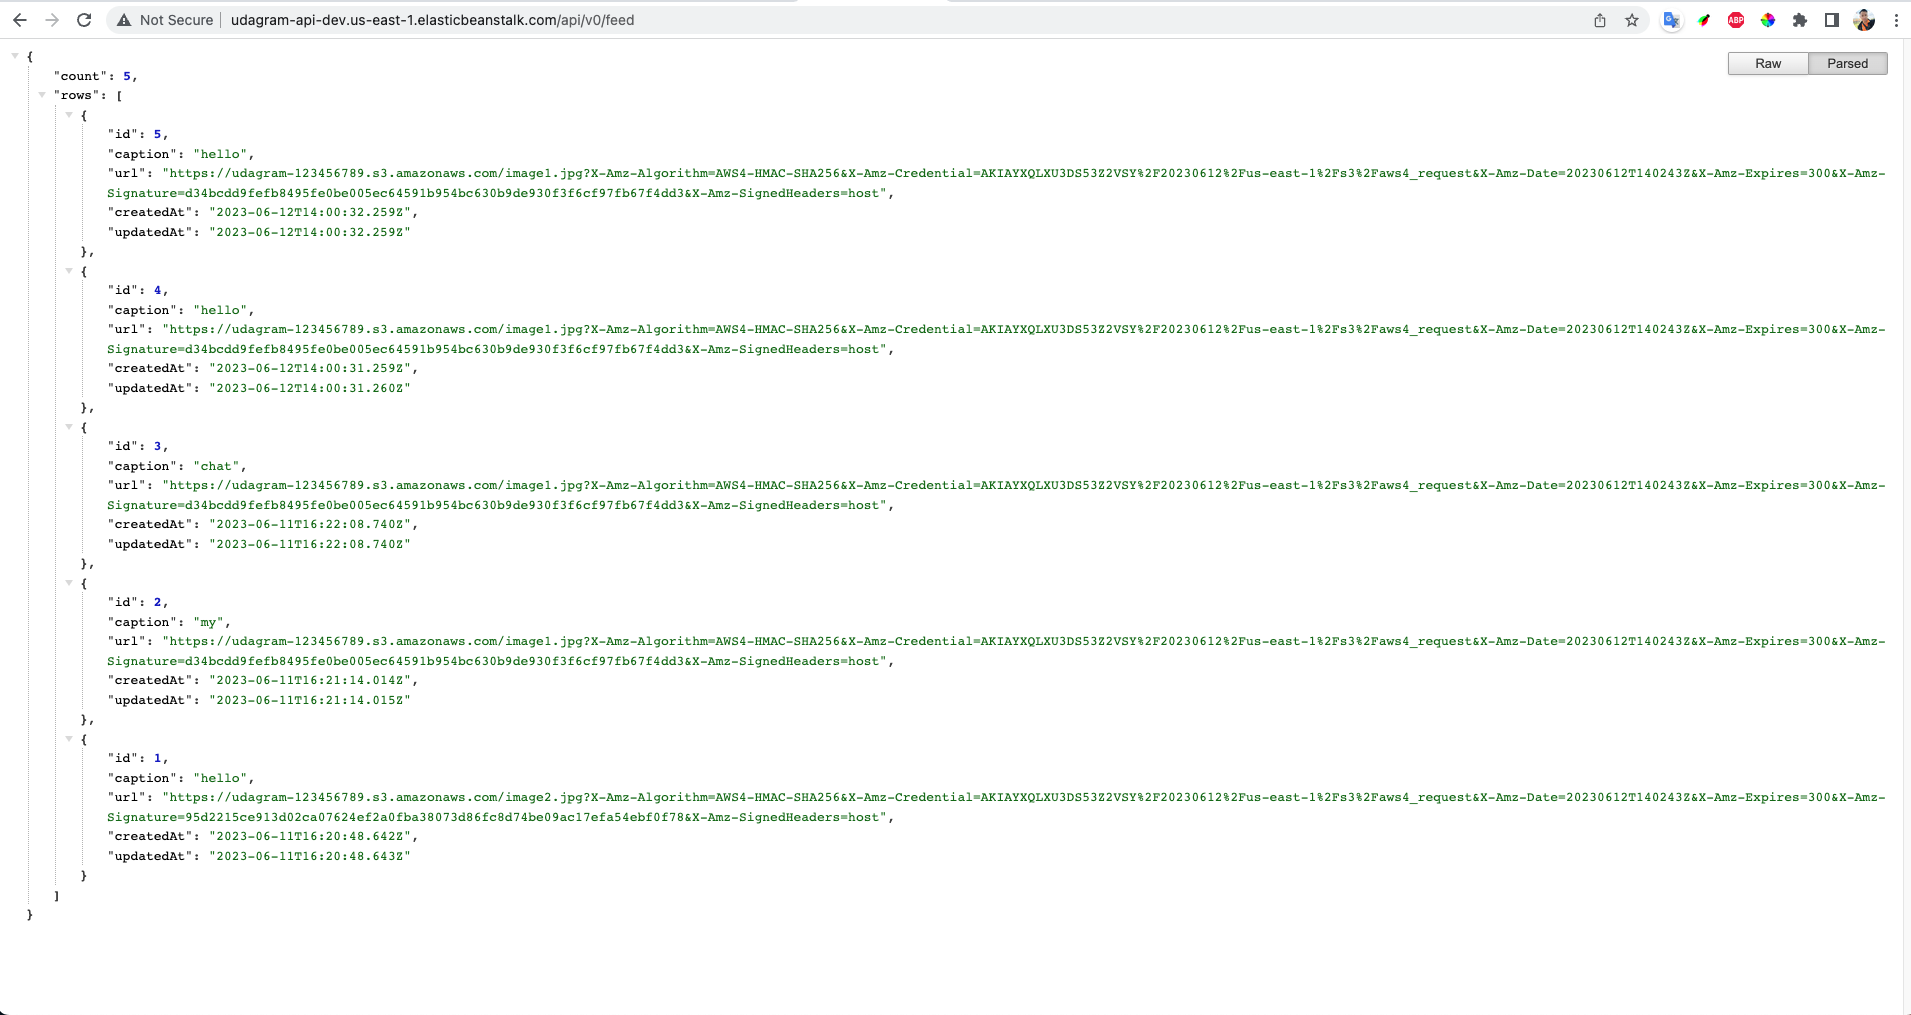 Not Secure | udagram-api-dev.us-east-1.elasticbeanstalk.com/api/v0/feed
ABP
Raw Parsed
{
"count": 5,
"rows": [
{
"id": 5,
"caption": "hello",
"url": "https://udagram-123456789.s3.amazonaws.com/image1.jpg?X-Amz-Algorithm=AWS4-HMAC-SHA256&X-Amz-Credential=AKIAYXQLXU3DS53Z2VSY%2F20230612%2Fus-east-1%2Fs3%2Faws4_request&X-Amz-Date=20230612T140243Z&X-Amz-Expires=300&X-Amz-
Signature=d34bcdd9fefb8495fe0be005ec64591b954bc630b9de930f3f6cf97fb67f4dd3&X-Amz-SignedHeaders=host",
"createdAt": "2023-06-12T14:00:32.259Z",
"updatedAt": "2023-06-12T14:00:32.259Z"
},
{
"id": 4,
"caption": "hello",
"url": "https://udagram-123456789.s3.amazonaws.com/image1.jpg?X-Amz-Algorithm=AWS4-HMAC-SHA256&X-Amz-Credential=AKIAYXQLXU3DS53Z2VSY%2F20230612%2Fus-east-1%2Fs3%2Faws4_request&X-Amz-Date=20230612T140243Z&X-Amz-Expires=300&X-Amz-
Signature=d34bcdd9fefb8495fe0be005ec64591b954bc630b9de930f3f6cf97fb67f4dd3&X-Amz-SignedHeaders=host",
"createdAt": "2023-06-12T14:00:31.259Z",
"updatedAt": "2023-06-12T14:00:31.260Z"
},
{
"id": 3,
"caption": "chat",
"url": "https://udagram-123456789.s3.amazonaws.com/image1.jpg?X-Amz-Algorithm=AWS4-HMAC-SHA256&X-Amz-Credential=AKIAYXQLXU3DS53Z2VSY%2F20230612%2Fus-east-1%2Fs3%2Faws4_request&X-Amz-Date=20230612T140243Z&X-Amz-Expires=300&X-Amz-
Signature=d34bcdd9fefb8495fe0be005ec64591b954bc630b9de930f3f6cf97fb67f4dd3&X-Amz-SignedHeaders=host",
"createdAt": "2023-06-11T16:22:08.740Z",
"updatedAt": "2023-06-11T16:22:08.740Z"
},
{
"id": 2,
"caption": "my",
"url": "https://udagram-123456789.s3.amazonaws.com/image1.jpg?X-Amz-Algorithm=AWS4-HMAC-SHA256&X-Amz-Credential=AKIAYXQLXU3DS53Z2VSY%2F20230612%2Fus-east-1%2Fs3%2Faws4_request&X-Amz-Date=20230612T140243Z&X-Amz-Expires=300&X-Amz-
Signature=d34bcdd9fefb8495fe0be005ec64591b954bc630b9de930f3f6cf97fb67f4dd3&X-Amz-SignedHeaders=host",
"createdAt": "2023-06-11T16:21:14.014Z",
"updatedAt": "2023-06-11T16:21:14.015Z"
},
{
"id": 1,
"caption": "hello",
"url": "https://udagram-123456789.s3.amazonaws.com/image2.jpg?X-Amz-Algorithm=AWS4-HMAC-SHA256&X-Amz-Credential=AKIAYXQLXU3DS53Z2VSY%2F20230612%2Fus-east-1%2Fs3%2Faws4_request&X-Amz-Date=20230612T140243Z&X-Amz-Expires=300&X-Amz-
Signature=95d2215ce913d02ca07624ef2a0fba38073d86fc8d74be09ac17efa54ebf0f78&X-Amz-SignedHeaders=host",
"createdAt": "2023-06-11T16:20:48.642Z",
"updatedAt": "2023-06-11T16:20:48.643Z"
}
]
}